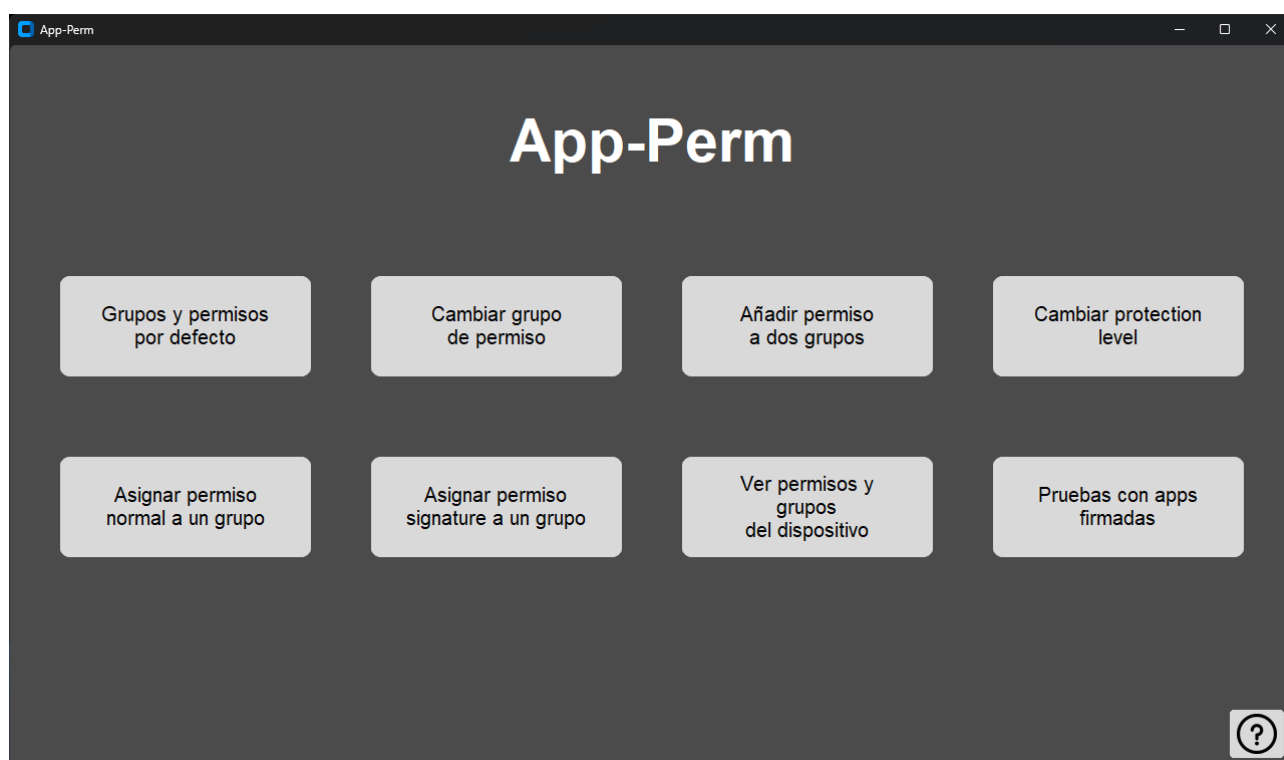 App-Perm
App-Perm
Grupos y permisos
por defecto
Cambiar grupo
de permiso
Añadir permiso
a dos grupos
Cambiar protection
level
Asignar permiso
normal a un grupo
Asignar permiso
signature a un grupo
Ver permisos y
grupos
del dispositivo
Pruebas con apps
firmadas
?